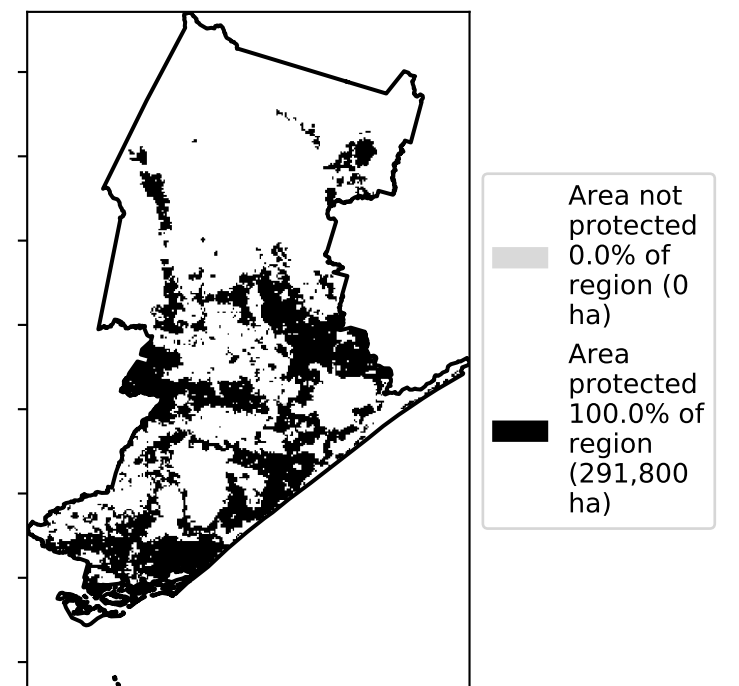 Area not
protected
0.0% of
region (0
ha)
Area
protected
100.0% of
region
(291,800
ha)